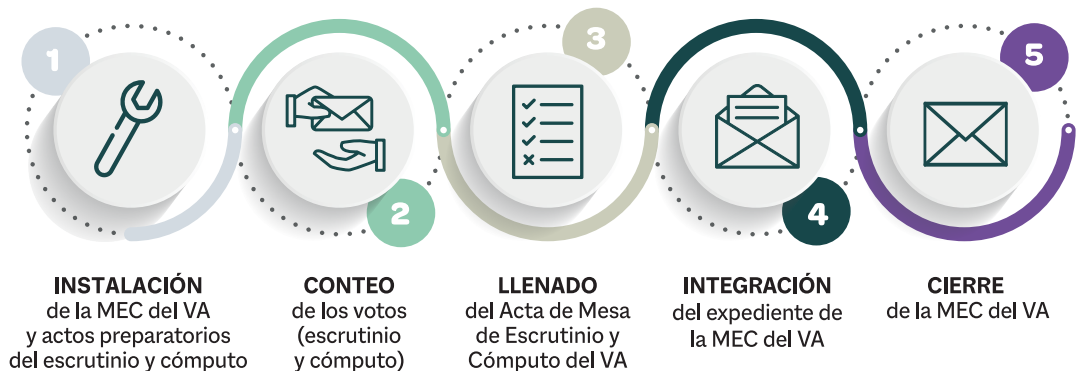 1
INSTALACIÓN
de la MEC del VA
y actos preparatorios
del escrutinio y cómputo
2
CONTEO
de los votos
(escrutinio
y cómputo)
3
LLENADO
del Acta de Mesa
de Escrutinio y
Cómputo del VA
4
INTEGRACIÓN
del expediente de
la MEC del VA
5
CIERRE
de la MEC del VA